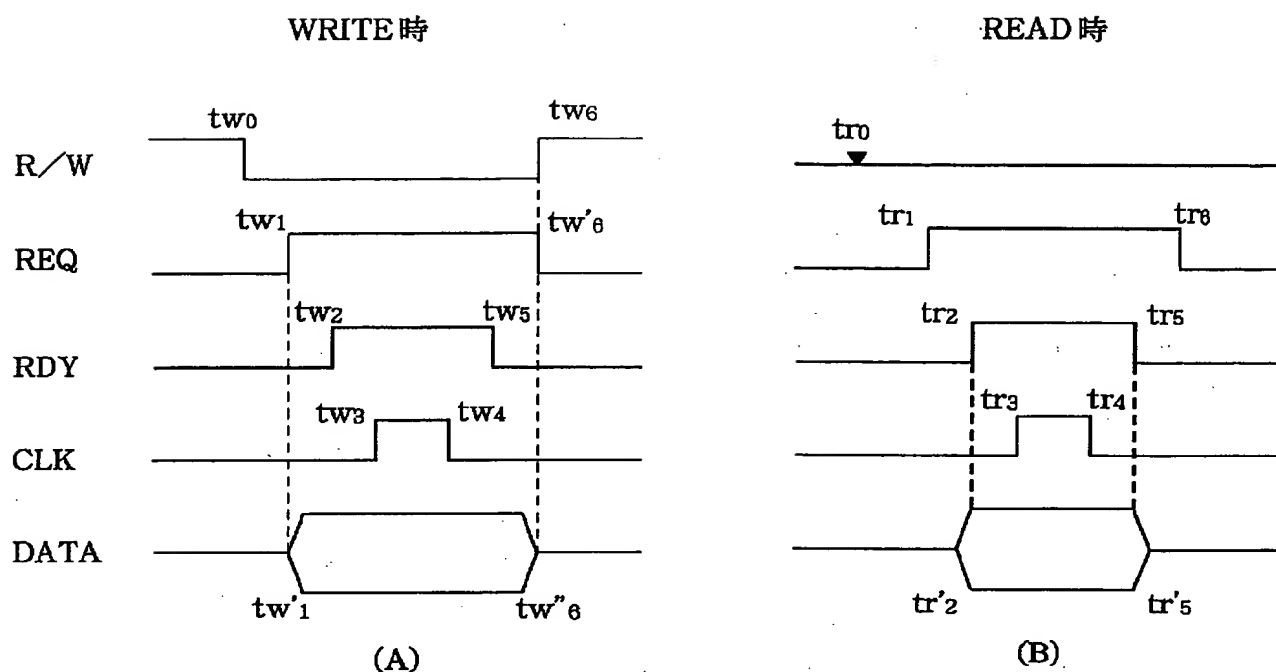 WRITE時
READ時
tw0
tw6
tr0
R／W
tw1
tw'6
tr1
tr6
REQ
tw2
tw5
tr2
tr5
RDY
tw3
tw4
tr3
tr4
CLK
DATA
tw'1
tw"6
tr'2
tr'5
(A)
(B)